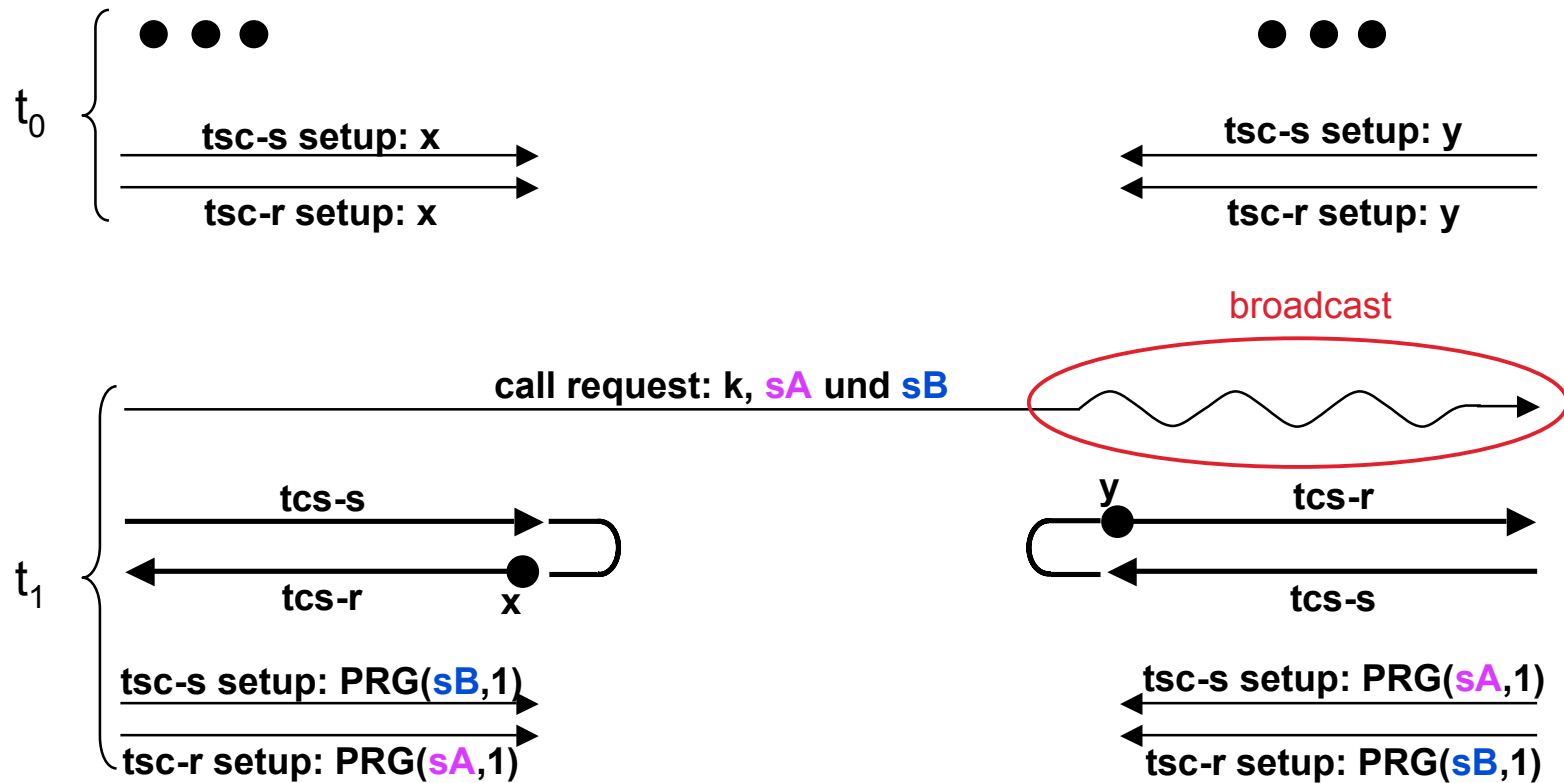 t0
tsc-s setup: x
tsc-s setup: y
tsc-r setup: x
tsc-r setup: y
broadcast
call request: k, sA und sB
t1
tcs-s
y
tcs-r
tcs-r
x
tcs-s
tsc-s setup: PRG(sB,1)
tsc-s setup: PRG(sA,1)
tsc-r setup: PRG(sA,1)
tsc-r setup: PRG(sB,1)